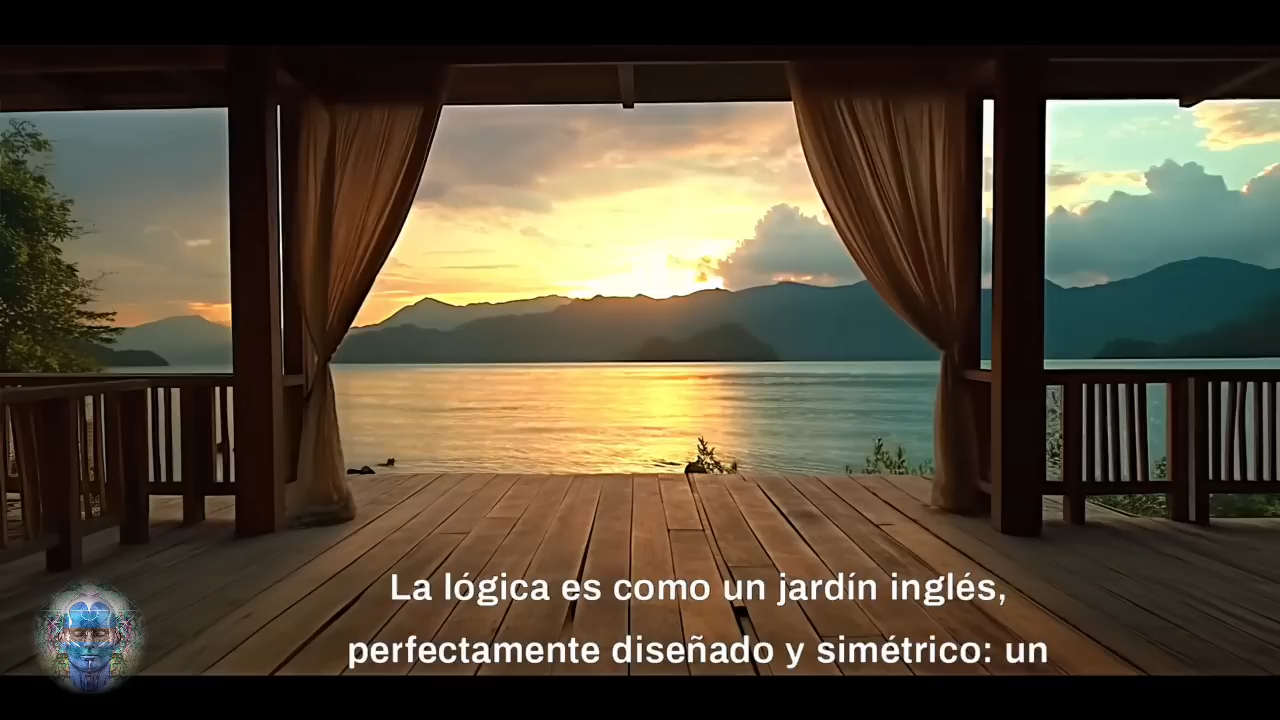 La lógica es como un jardín inglés,
perfectamente diseñado y simétrico: un